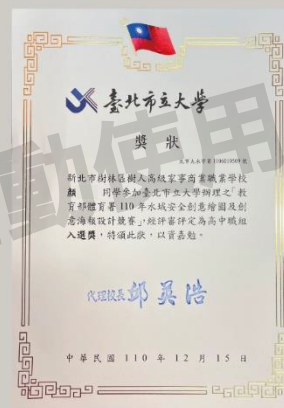 臺北市立大學
獎狀
新北市樹林區樹人高級家事商業職業學校
顏 同學參加臺北市立大學辦理之「教
育部體育署110年水域安全創意繪圖及創
意海報設計競賽」,經評審評定為高中職組
入選獎,特頒此狀,以資嘉勉。
代理校長 邱英浩
中華民國 110 年 12 月 15 日
動使用